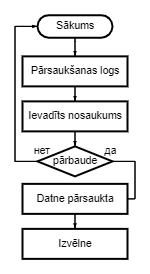 Sākums
Pārsaukšanas logs
Ievadīts nosaukums
нет
да
pārbaude
Datne pārsaukta
Izvēlne